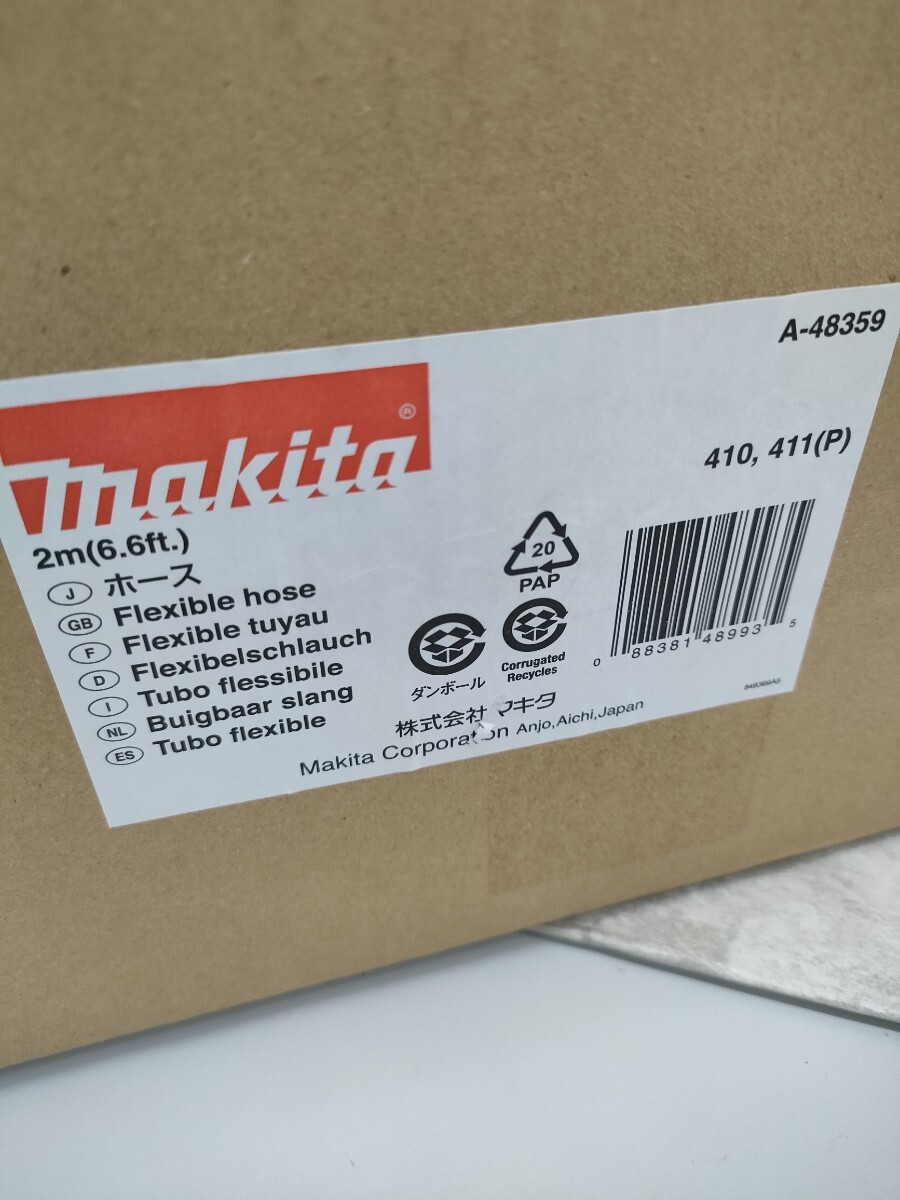 A-48359
makita®
410, 411(P)
2m(6.6ft.)
J ホース
GB Flexible hose
F Flexible tuyau
D Flexibelschlauch
I Tubo flessibile
NL Buigbaar slang
ES Tubo flexible
20
PAP
ダンボール
Corrugated
Recycles
0 88381 48993 5
株式会社 マキタ
Makita Corporation Anjo,Aichi,Japan